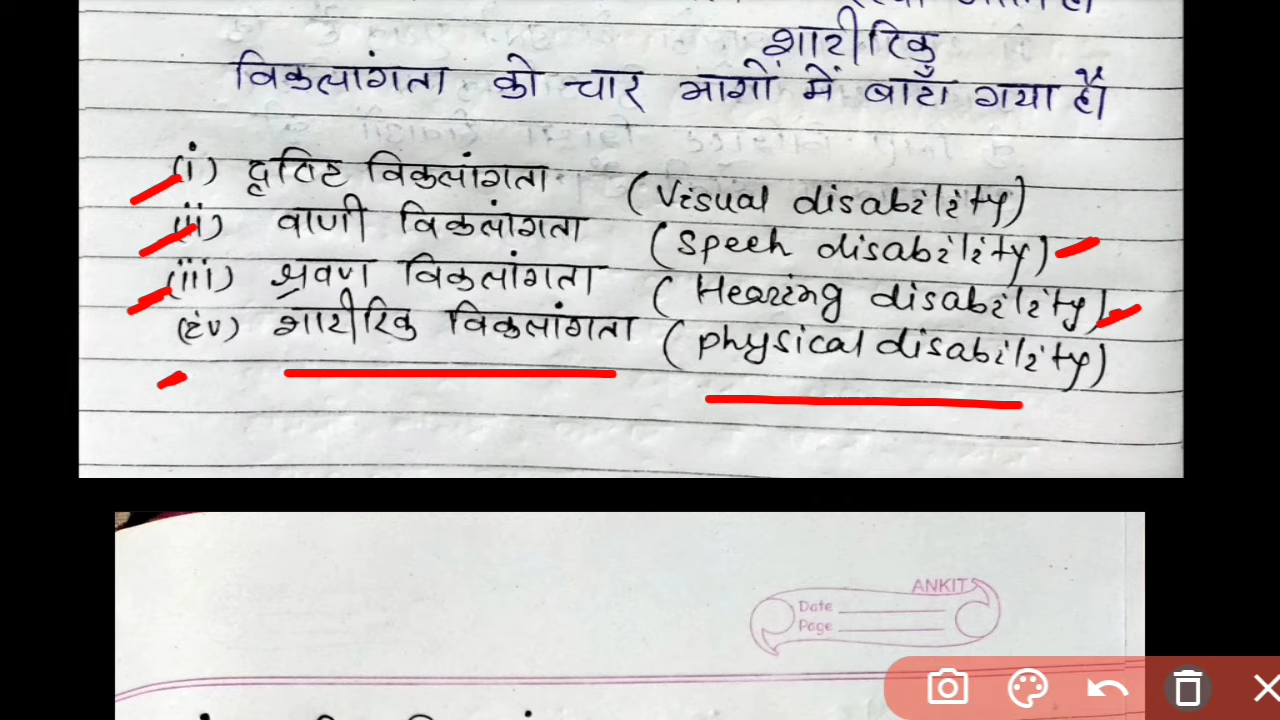 शारीरिक
विकलांगता को चार भागों में बाटा गया है।
(i) दृष्टि विकलांगता (Visual disability)
(ii) वाणी विकलांगता (Speeh disability)
(iii) श्रवण विकलांगता (Hearing disability)
(iv) शारीरिक विकलांगता (physical disability)
ANKIT
Date
Page